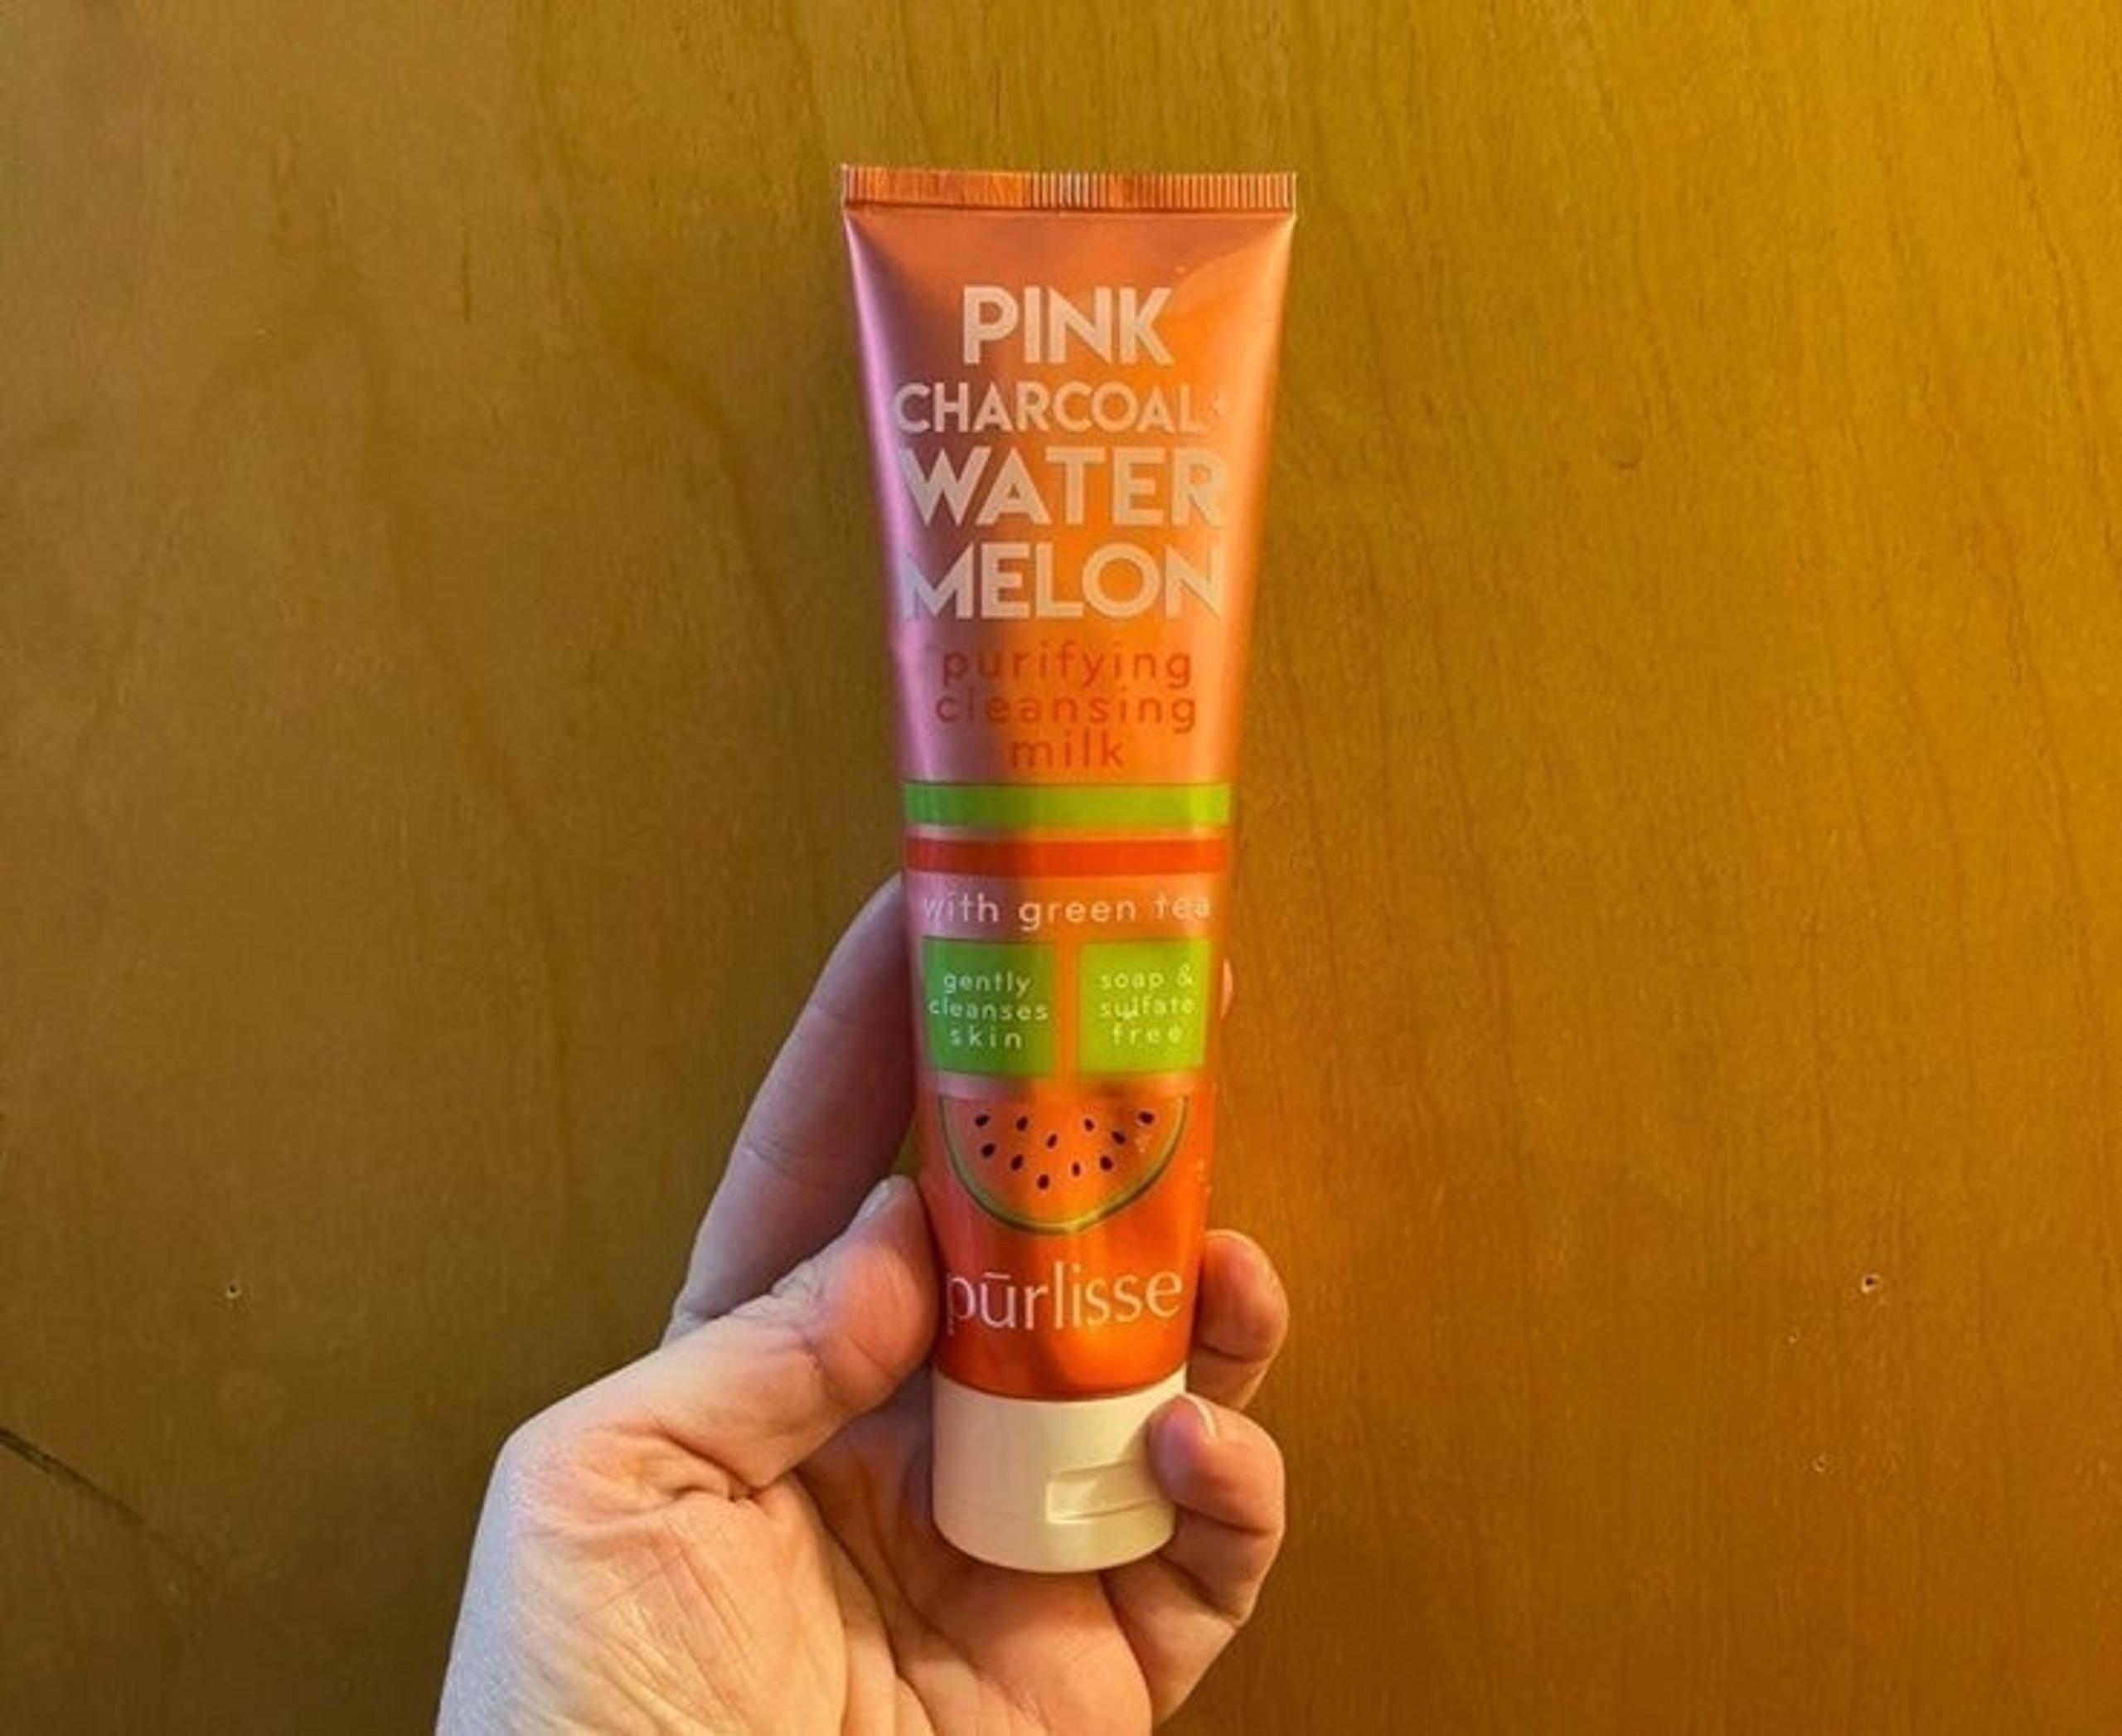 PINK
CHARCOAL+
WATER
MELON
purifying
cleansing
milk
with green tea
gently
cleanses
skin
soap &
sulfate
free
pūrlisse